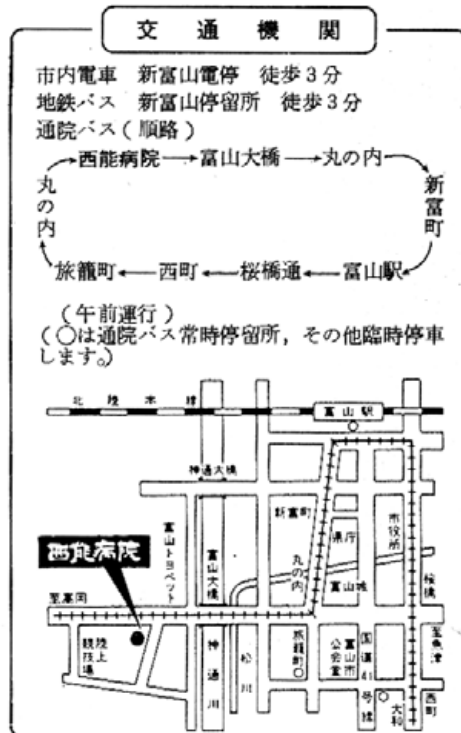 交通機関
市内電車 新富山電停 徒歩3分
地鉄バス 新富山停留所 徒歩3分
通院バス(順路)
西能病院→富山大橋→丸の内
新富町
富山駅→桜橋通→西町→旅籠町
丸の内
(午前運行)
(○は通院バス常時停留所,その他臨時停車
します。)
北陸本線
富山駅
神通大橋
新富町
県庁
市役所
富山トヨペット
富山大橋
丸の内
富山城
桜橋
西能病院
至高岡
陸上競技場
神通川
松川
旅籠町
富山市公会堂
国道41号線
大和
西町
至魚津